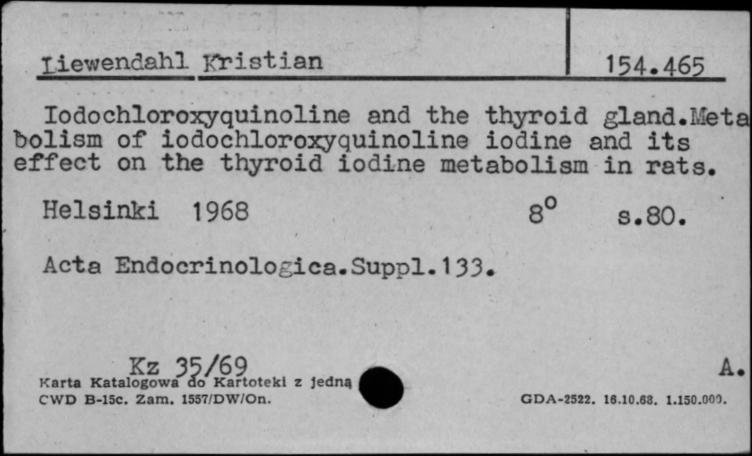 Liewendahl Kristian 154.465
Iodochloroxyquinoline and the thyroid gland.Meta
bolism of iodochloroxyquinoline iodine and its
effect on the thyroid iodine metabolism in rats.
Helsinki 1968 8° s.80.
Acta Endocrinologica.Suppl.133.
Kz 35/69 A.
Karta Katalogowa do Kartoteki z jedną
CWD B-15c. Zam. 1557/DW/On. GDA-2522. 16.10.68. 1.150.000.